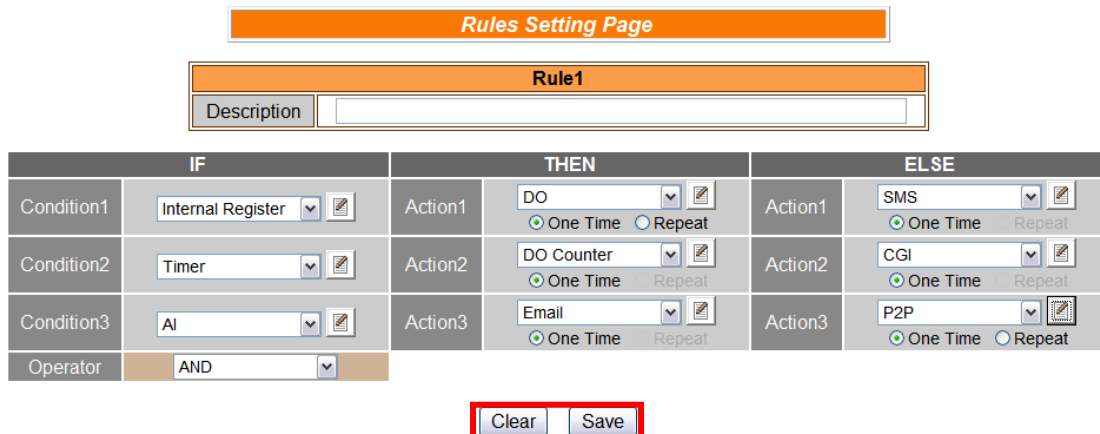 Rules Setting Page
Rule1
Description
IF THEN ELSE
Condition1 Internal Register Action1 DO Action1 SMS
One Time Repeat One Time Repeat
Condition2 Timer Action2 DO Counter Action2 CGI
One Time Repeat One Time Repeat
Condition3 AI Action3 Email Action3 P2P
One Time Repeat One Time Repeat
Operator AND
Clear Save